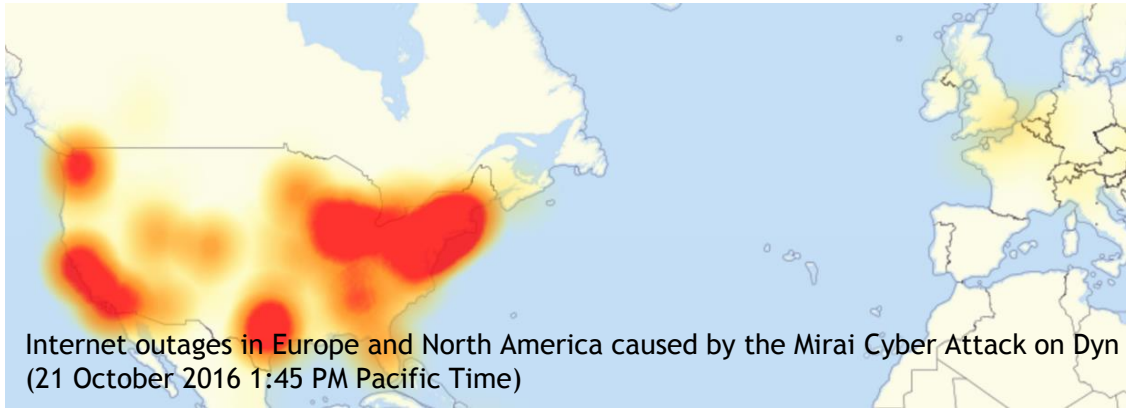 Internet outages in Europe and North America caused by the Mirai Cyber Attack on Dyn
(21 October 2016 1:45 PM Pacific Time)